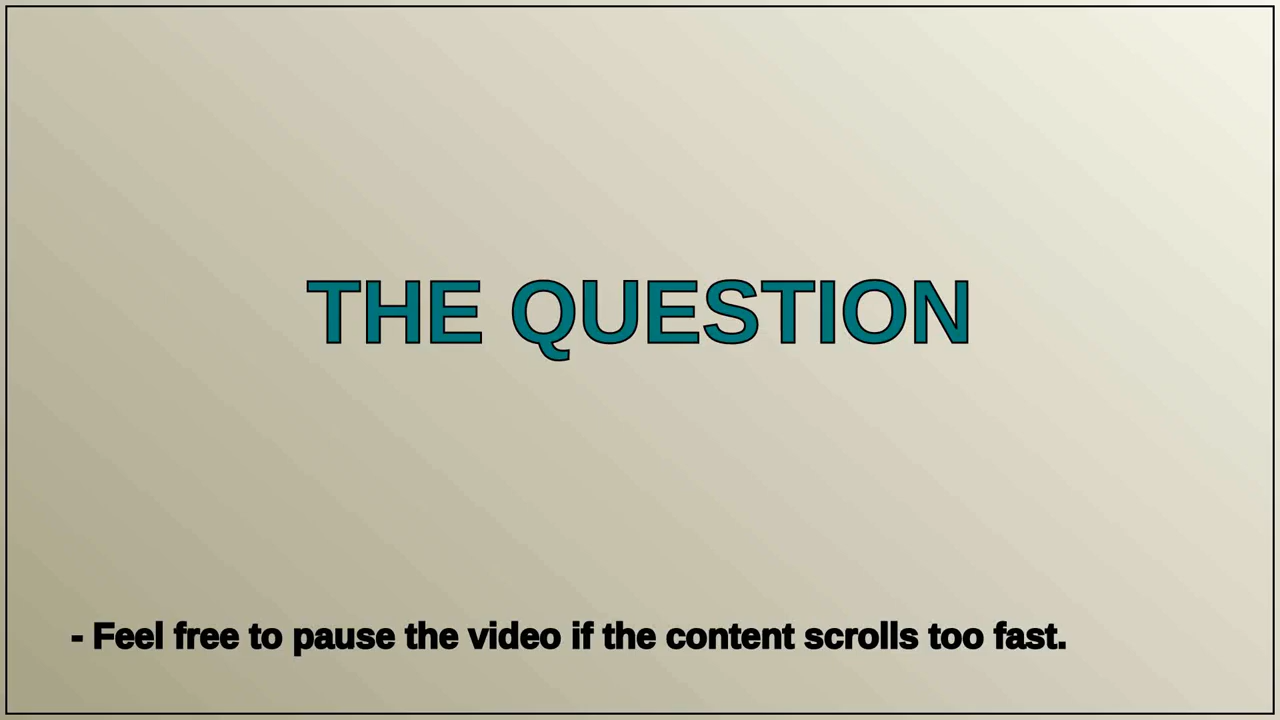 THE QUESTION
- Feel free to pause the video if the content scrolls too fast.